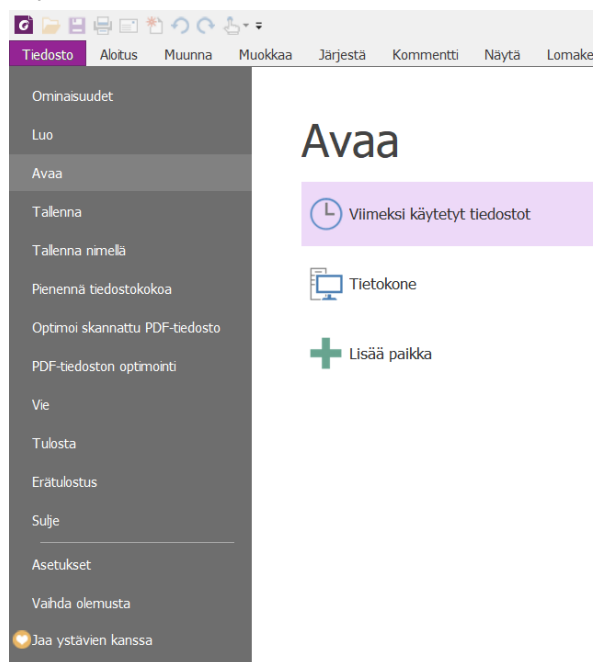 Tiedosto Aloitus Muunna Muokkaa Järjestä Kommentti Näytä Lomake
Ominaisuudet
Luo
Avaa
Tallenna
Tallenna nimellä
Pienennä tiedostokokoa
Optimoi skannattu PDF-tiedosto
PDF-tiedoston optimointi
Vie
Tulosta
Erätulostus
Sulje
Asetukset
Vaihda olemusta
Jaa ystävien kanssa
Avaa
Viimeksi käytetyt tiedostot
Tietokone
Lisää paikka